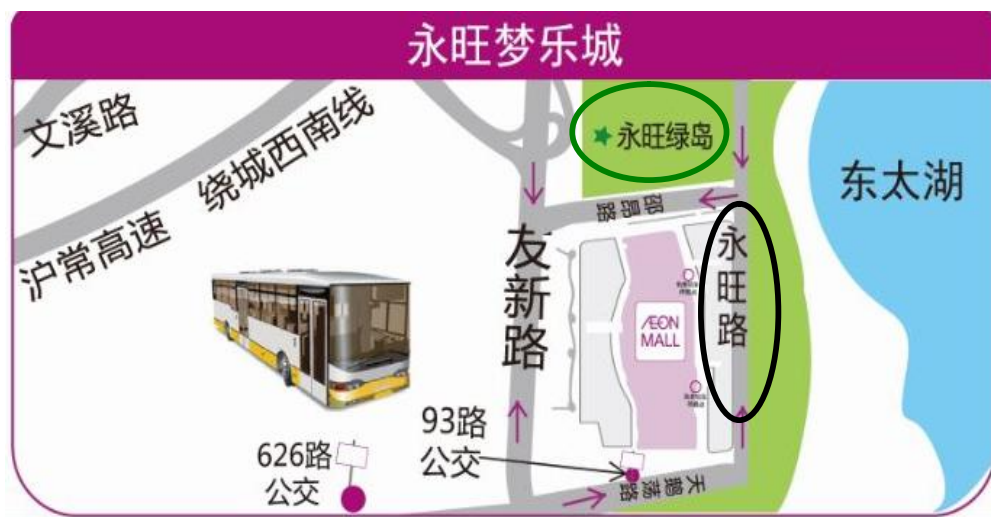 永旺梦乐城
文溪路
绕城西南线
沪常高速
永旺绿岛
东太湖
邵昂路
友新路
永旺路
ÆON
MALL
93路
公交
626路
公交
天鹅荡路